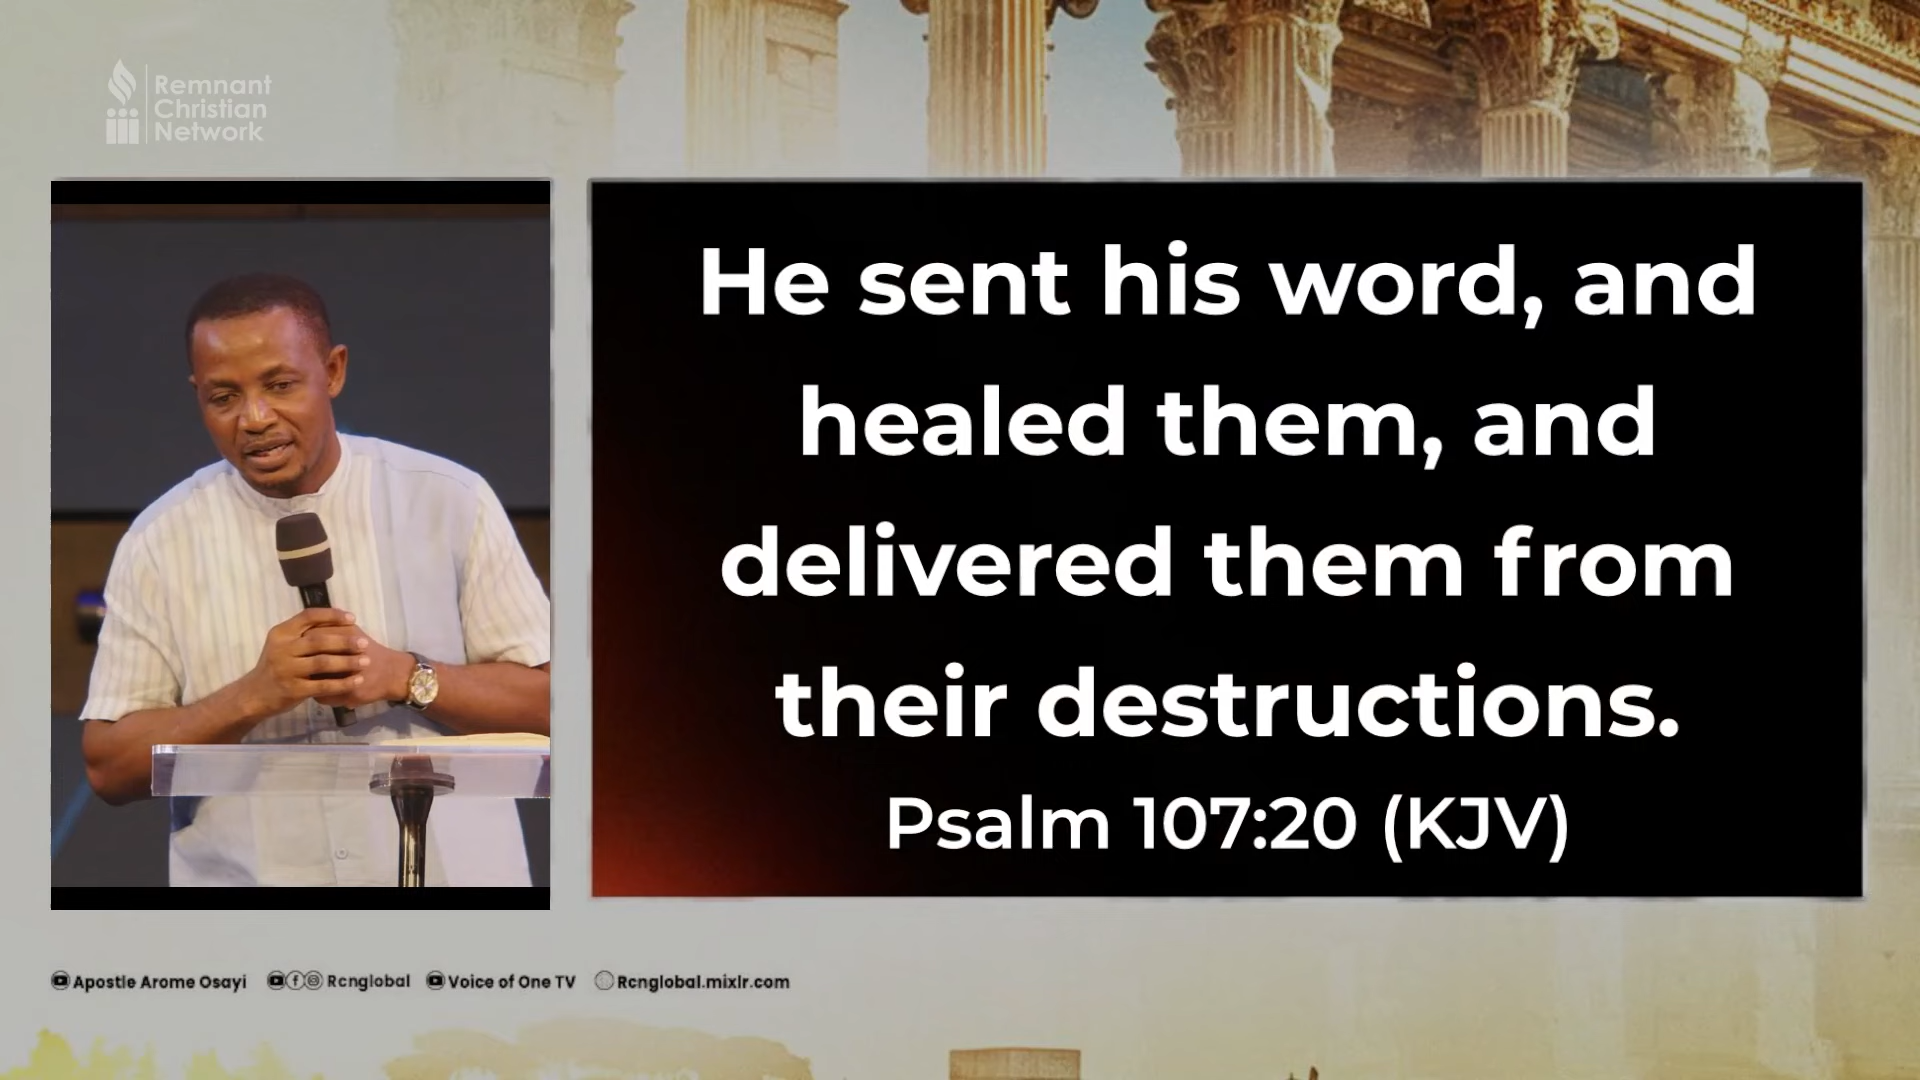 Remnant
Christian
Network
He sent his word, and
healed them, and
delivered them from
their destructions.
Psalm 107:20 (KJV)
Apostle Arome Osayi Rcnglobal Voice of One TV Rcnglobal.mixlr.com